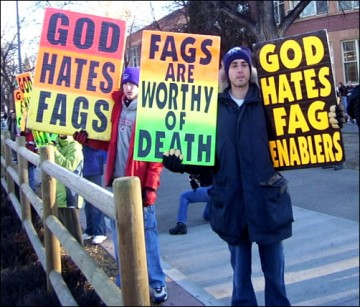 GOD
HATES
FAGS
FAGS
ARE
WORTHY
OF
DEATH
GOD
HATES
FAG
ENABLERS